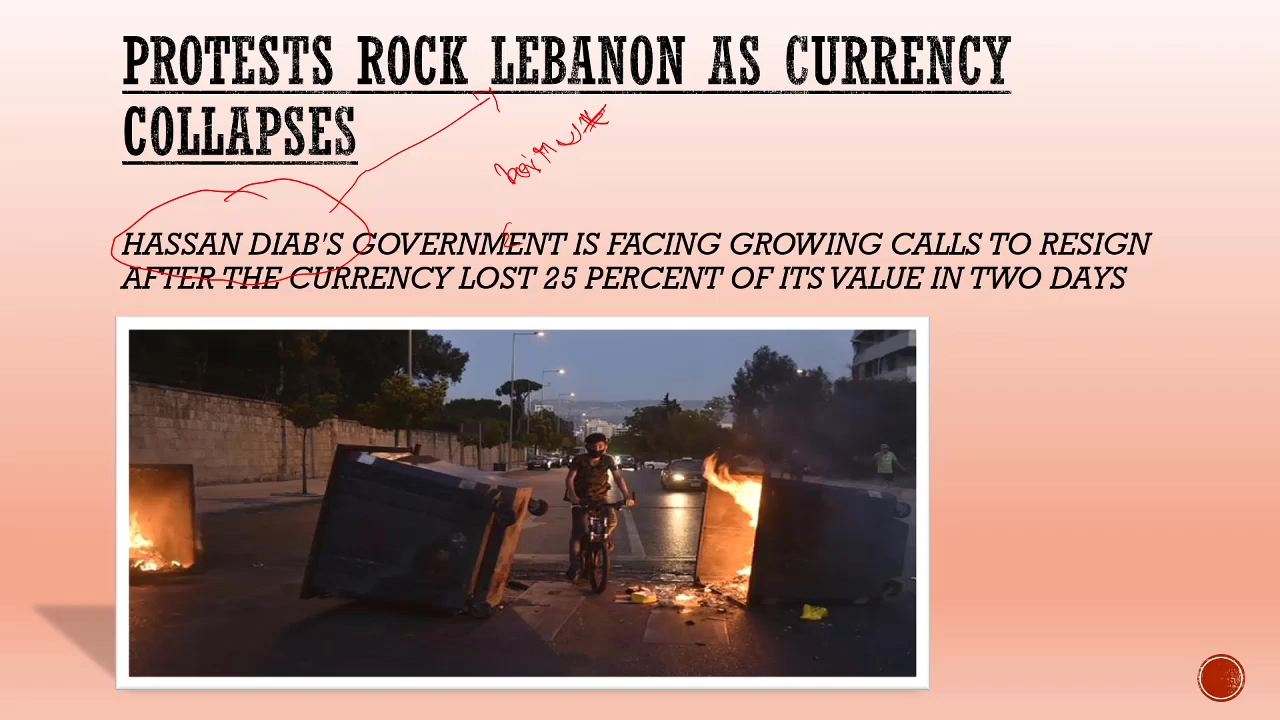 PROTESTS ROCK LEBANON AS CURRENCY
COLLAPSES
HASSAN DIAB'S GOVERNMENT IS FACING GROWING CALLS TO RESIGN
AFTER THE CURRENCY LOST 25 PERCENT OF ITS VALUE IN TWO DAYS